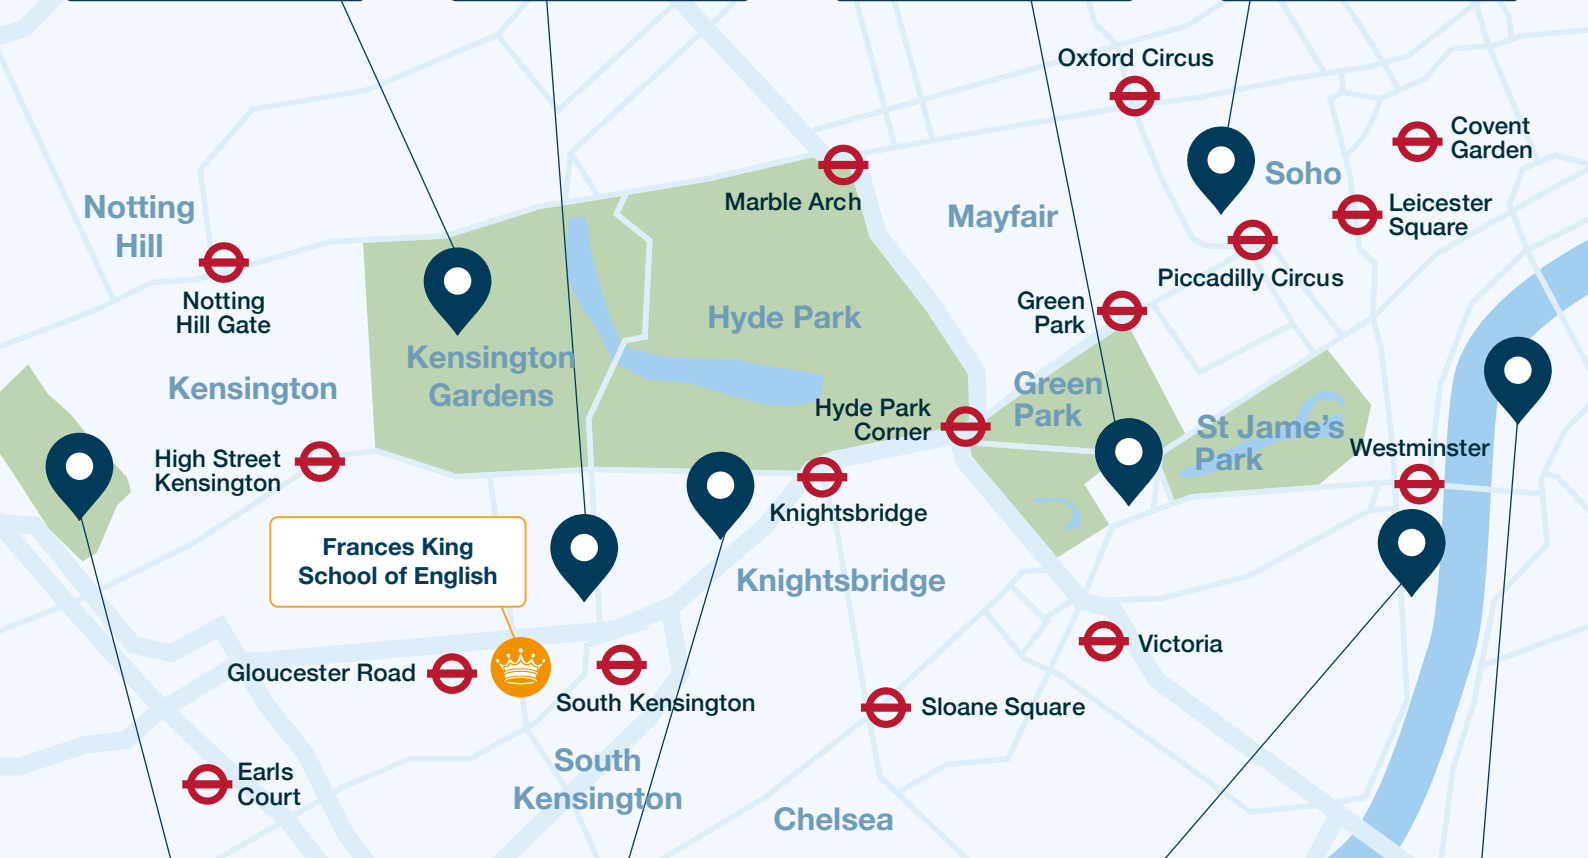 Oxford Circus
Covent
Garden
Soho
Marble Arch
Leicester
Square
Notting
Hill
Mayfair
Piccadilly Circus
Notting
Hill Gate
Green
Park
Hyde Park
Kensington
Gardens
Kensington
Green
Park
Hyde Park
Corner
St Jame's
Park
Westminster
High Street
Kensington
Knightsbridge
Frances King
School of English
Knightsbridge
Victoria
Gloucester Road
South Kensington
Sloane Square
South
Kensington
Earls
Court
Chelsea